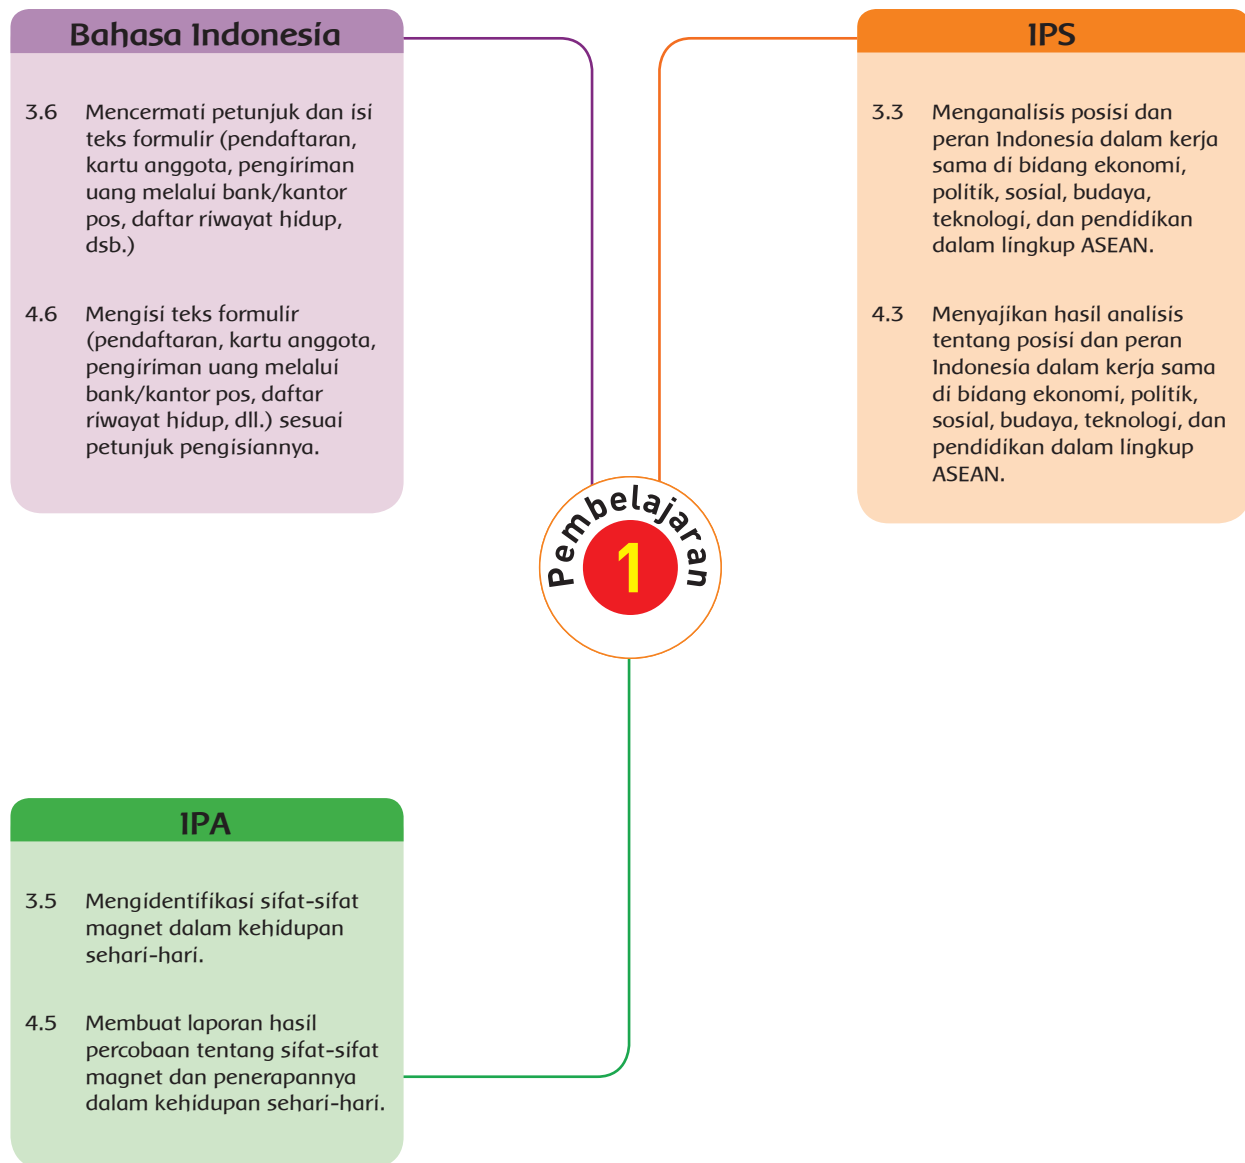 Bahasa Indonesia
3.6 Mencermati petunjuk dan isi
teks formulir (pendaftaran,
kartu anggota, pengiriman
uang melalui bank/kantor
pos, daftar riwayat hidup,
dsb.)
4.6 Mengisi teks formulir
(pendaftaran, kartu anggota,
pengiriman uang melalui
bank/kantor pos, daftar
riwayat hidup, dll.) sesuai
petunjuk pengisiannya.
IPS
3.3 Menganalisis posisi dan
peran Indonesia dalam kerja
sama di bidang ekonomi,
politik, sosial, budaya,
teknologi, dan pendidikan
dalam lingkup ASEAN.
4.3 Menyajikan hasil analisis
tentang posisi dan peran
Indonesia dalam kerja sama
di bidang ekonomi, politik,
sosial, budaya, teknologi, dan
pendidikan dalam lingkup
ASEAN.
Pembelajaran
1
IPA
3.5 Mengidentifikasi sifat-sifat
magnet dalam kehidupan
sehari-hari.
4.5 Membuat laporan hasil
percobaan tentang sifat-sifat
magnet dan penerapannya
dalam kehidupan sehari-hari.